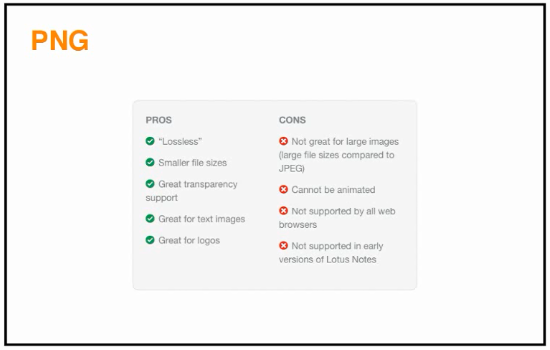 PNG
PROS
“Lossless”
Smaller file sizes
Great transparency
support
Great for text images
Great for logos
CONS
Not great for large images
(large file sizes compared to
JPEG)
Cannot be animated
Not supported by all web
browsers
Not supported in early
versions of Lotus Notes